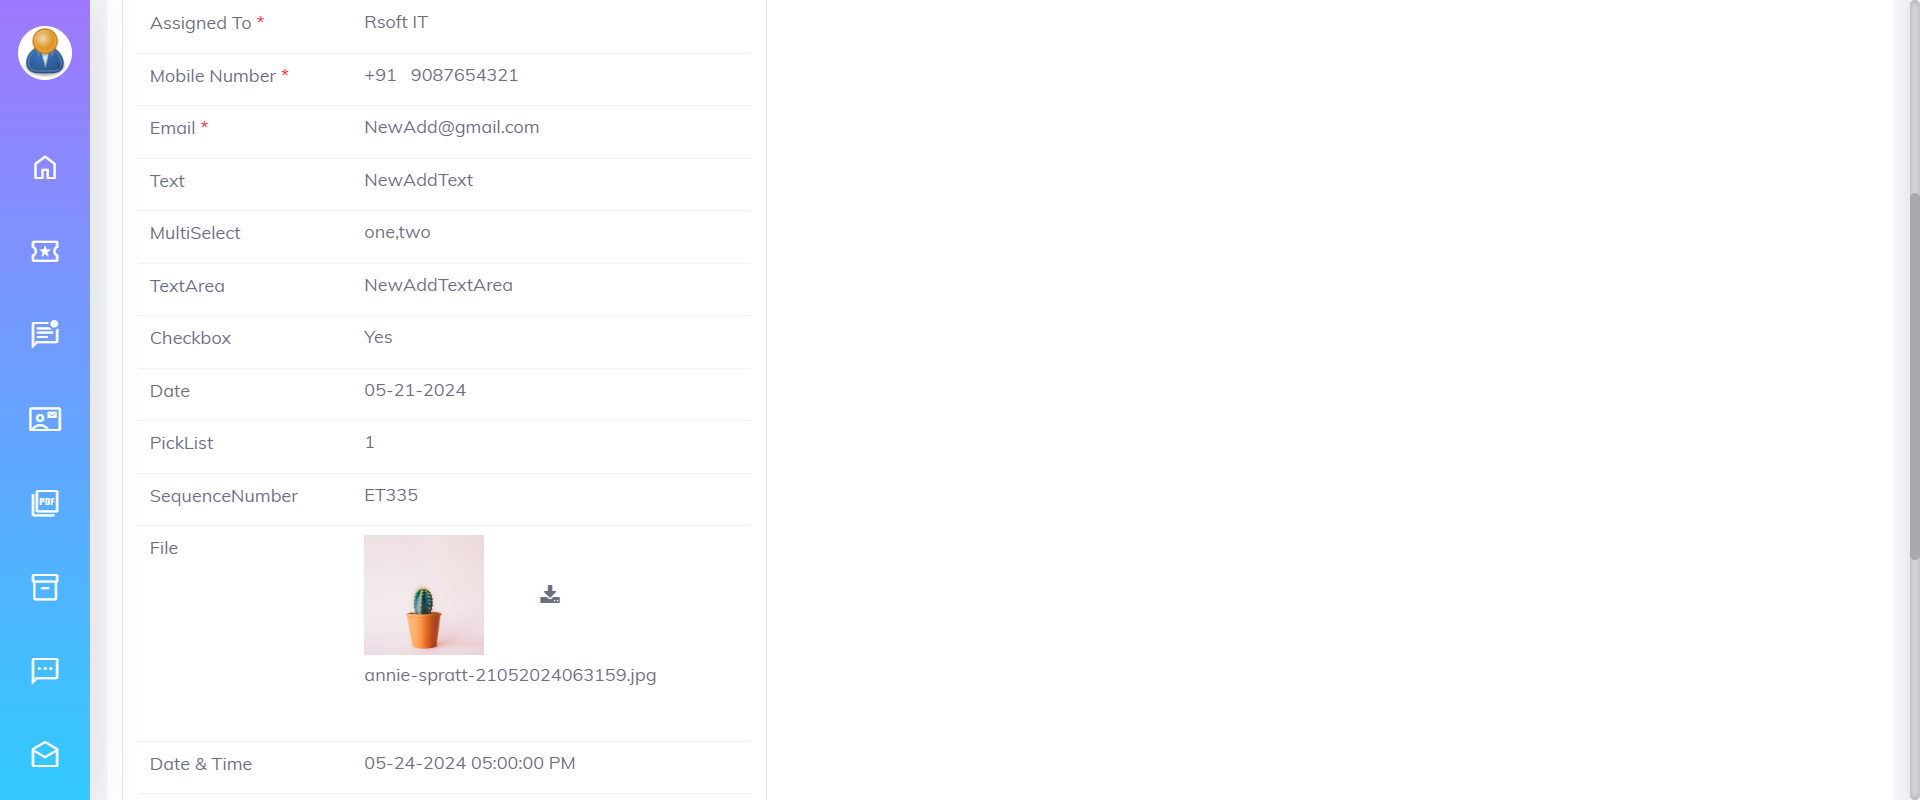 Assigned To * Rsoft IT
Mobile Number * +91 9087654321
Email * NewAdd@gmail.com
Text NewAddText
MultiSelect one,two
TextArea NewAddTextArea
Checkbox Yes
Date 05-21-2024
PickList 1
SequenceNumber ET335
File
annie-spratt-21052024063159.jpg
Date & Time 05-24-2024 05:00:00 PM
PDF